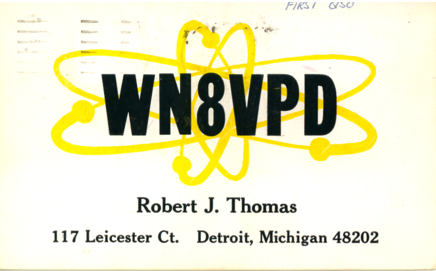 FIRST QSO
WN8VPD
Robert J. Thomas
117 Leicester Ct. Detroit, Michigan 48202